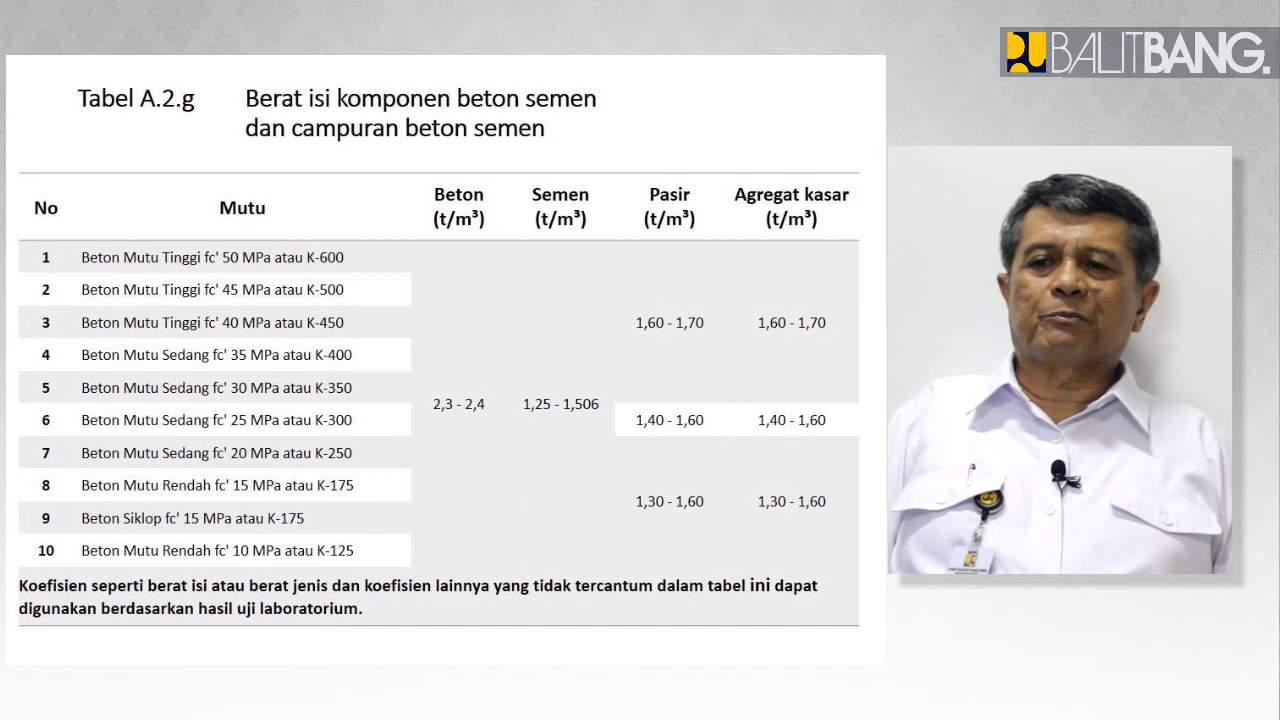 BALITBANG.
Tabel A.2.g Berat isi komponen beton semen
dan campuran beton semen
No Mutu Beton (t/m³) Semen (t/m³) Pasir (t/m³) Agregat kasar (t/m³)
1 Beton Mutu Tinggi fc' 50 MPa atau K-600
2 Beton Mutu Tinggi fc' 45 MPa atau K-500
3 Beton Mutu Tinggi fc' 40 MPa atau K-450 1,60 - 1,70 1,60 - 1,70
4 Beton Mutu Sedang fc' 35 MPa atau K-400
5 Beton Mutu Sedang fc' 30 MPa atau K-350
2,3 - 2,4 1,25 - 1,506
6 Beton Mutu Sedang fc' 25 MPa atau K-300 1,40 - 1,60 1,40 - 1,60
7 Beton Mutu Sedang fc' 20 MPa atau K-250
8 Beton Mutu Rendah fc' 15 MPa atau K-175
1,30 - 1,60 1,30 - 1,60
9 Beton Siklop fc' 15 MPa atau K-175
10 Beton Mutu Rendah fc' 10 MPa atau K-125
Koefisien seperti berat isi atau berat jenis dan koefisien lainnya yang tidak tercantum dalam tabel ini dapat
digunakan berdasarkan hasil uji laboratorium.